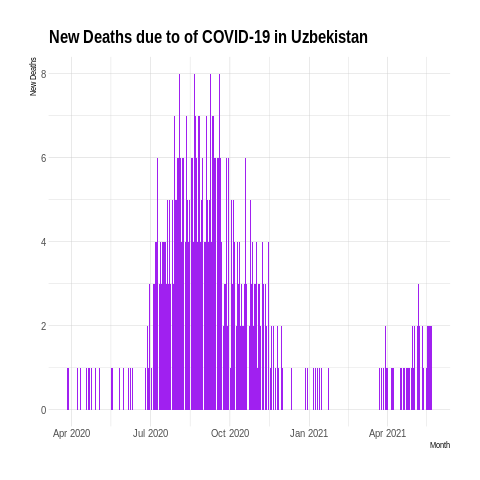 New Deaths due to of COVID-19 in Uzbekistan
New Deaths
8
6
4
2
0
Apr 2020 Jul 2020 Oct 2020 Jan 2021 Apr 2021
Month